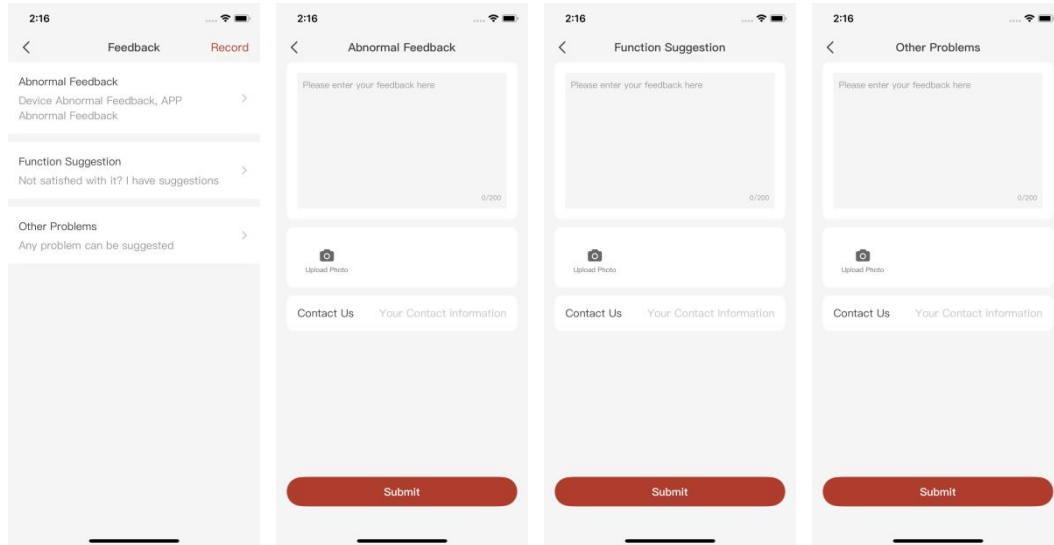 2:16
Feedback
Record
Abnormal Feedback
Device Abnormal Feedback, APP
Abnormal Feedback
Function Suggestion
Not satisfied with it? I have suggestions
Other Problems
Any problem can be suggested
2:16
Abnormal Feedback
Please enter your feedback here
0/200
Upload Photo
Contact Us
Your Contact Information
Submit
2:16
Function Suggestion
Please enter your feedback here
0/200
Upload Photo
Contact Us
Your Contact Information
Submit
2:16
Other Problems
Please enter your feedback here
0/200
Upload Photo
Contact Us
Your Contact Information
Submit